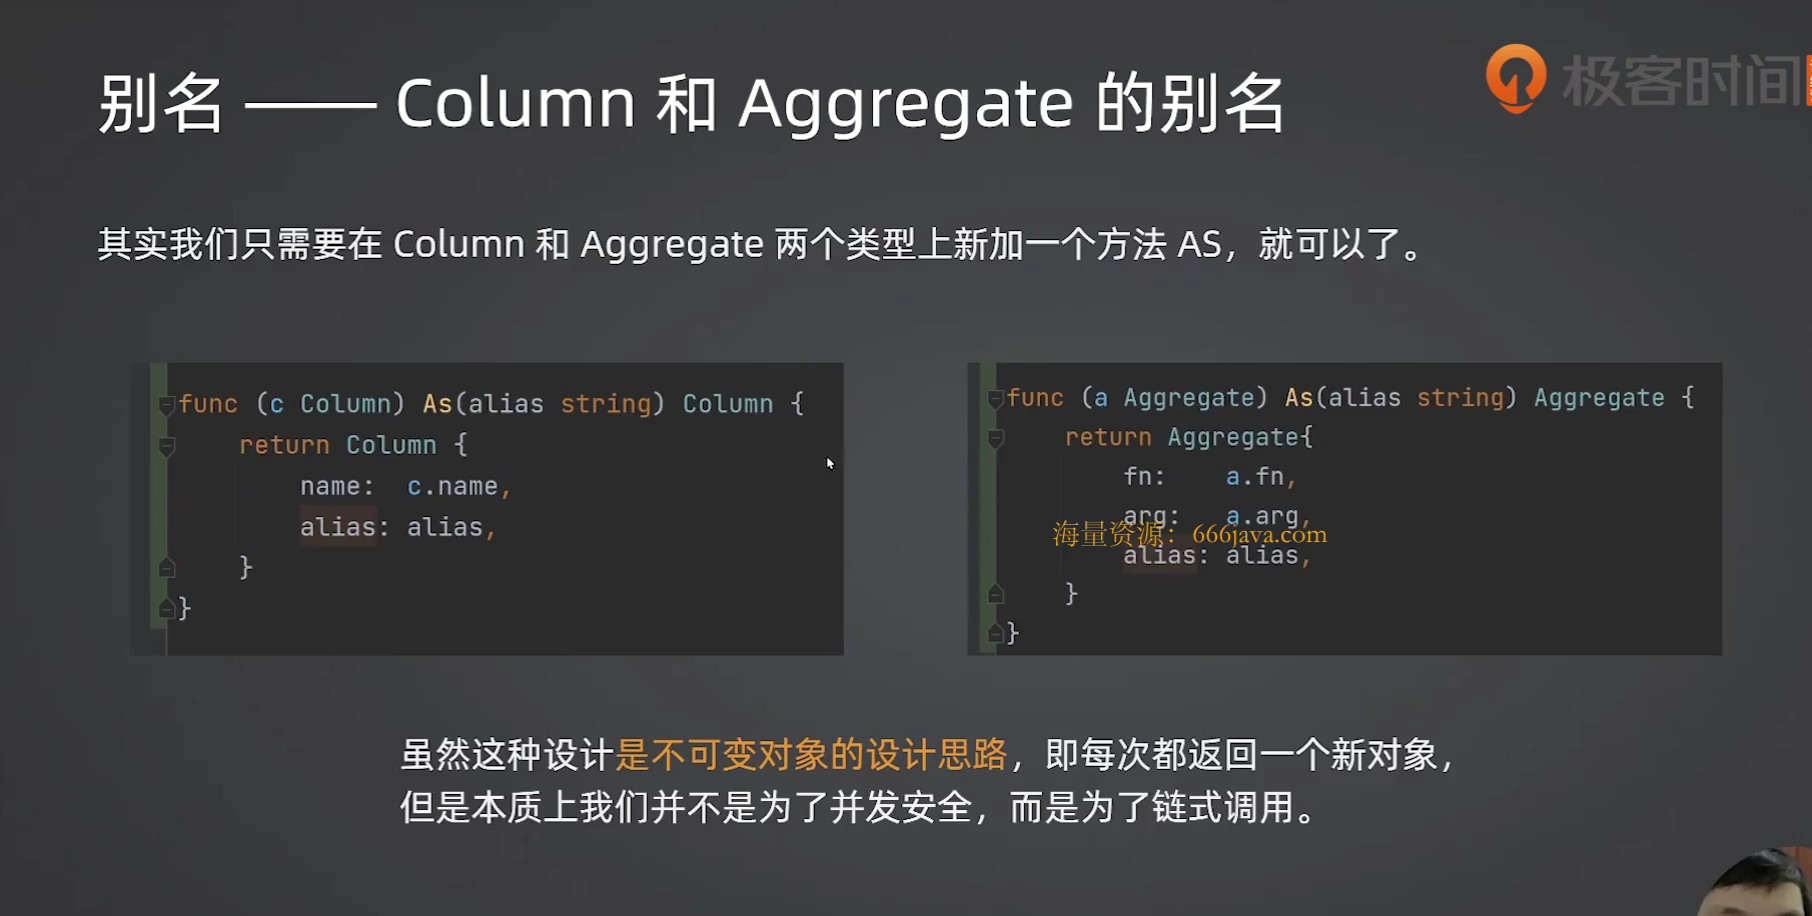 别名 —— Column 和 Aggregate 的别名
极客时间
其实我们只需要在 Column 和 Aggregate 两个类型上新加一个方法 AS，就可以了。
func (c Column) As(alias string) Column {
    return Column {
        name:  c.name,
        alias: alias,
    }
}
func (a Aggregate) As(alias string) Aggregate {
    return Aggregate{
        fn:    a.fn,
        arg:   a.arg,
海量资源：666java.com
        alias: alias,
    }
}
虽然这种设计是不可变对象的设计思路，即每次都返回一个新对象，
但是本质上我们并不是为了并发安全，而是为了链式调用。